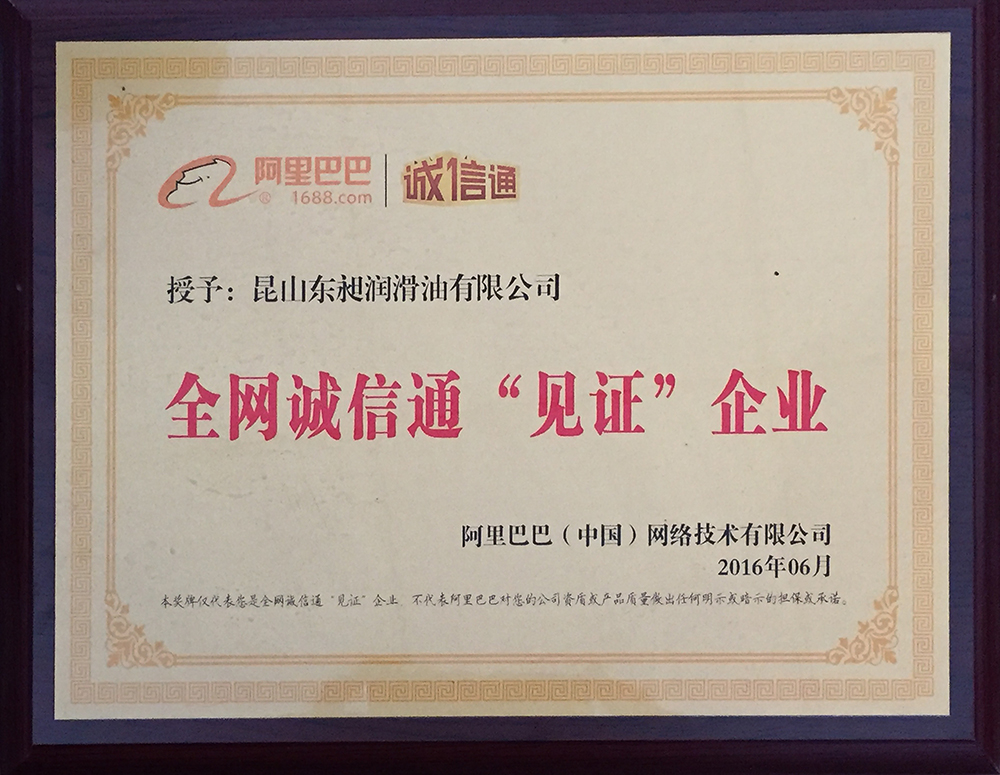 阿里巴巴 诚信通
® 1688.com
授予：昆山东昶润滑油有限公司
全网诚信通“见证”企业
阿里巴巴（中国）网络技术有限公司
2016年06月
本奖牌仅代表您是全网诚信通“见证”企业 不代表阿里巴巴对您的公司资质或产品质量做出任何明示或暗示的担保或承诺。